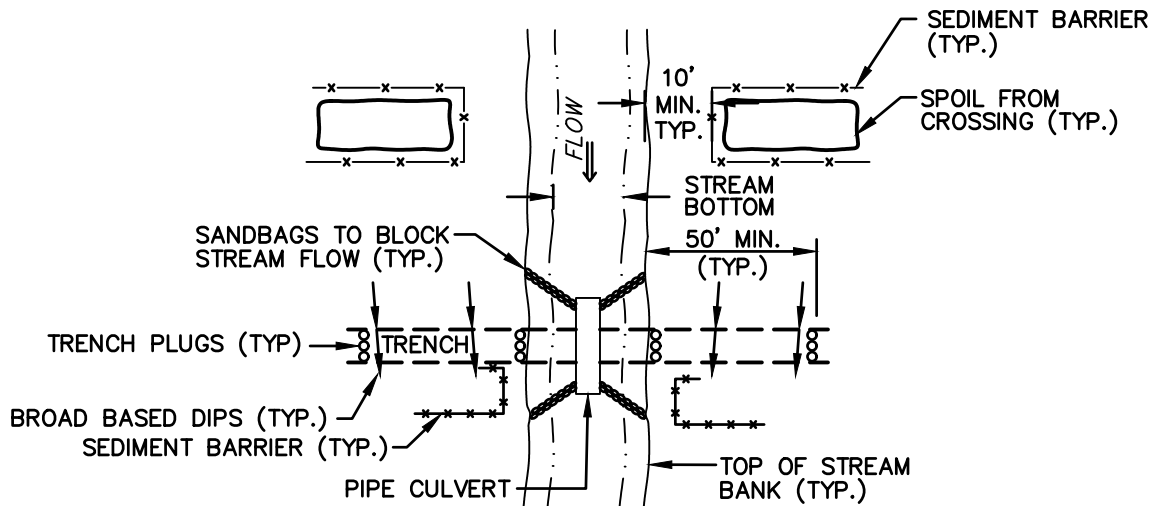 SEDIMENT BARRIER
(TYP.)
10'
MIN.
TYP.
SPOIL FROM
CROSSING (TYP.)
FLOW
STREAM
BOTTOM
SANDBAGS TO BLOCK
STREAM FLOW (TYP.)
50' MIN.
(TYP.)
TRENCH PLUGS (TYP)
TRENCH
BROAD BASED DIPS (TYP.)
SEDIMENT BARRIER (TYP.)
PIPE CULVERT
TOP OF STREAM
BANK (TYP.)